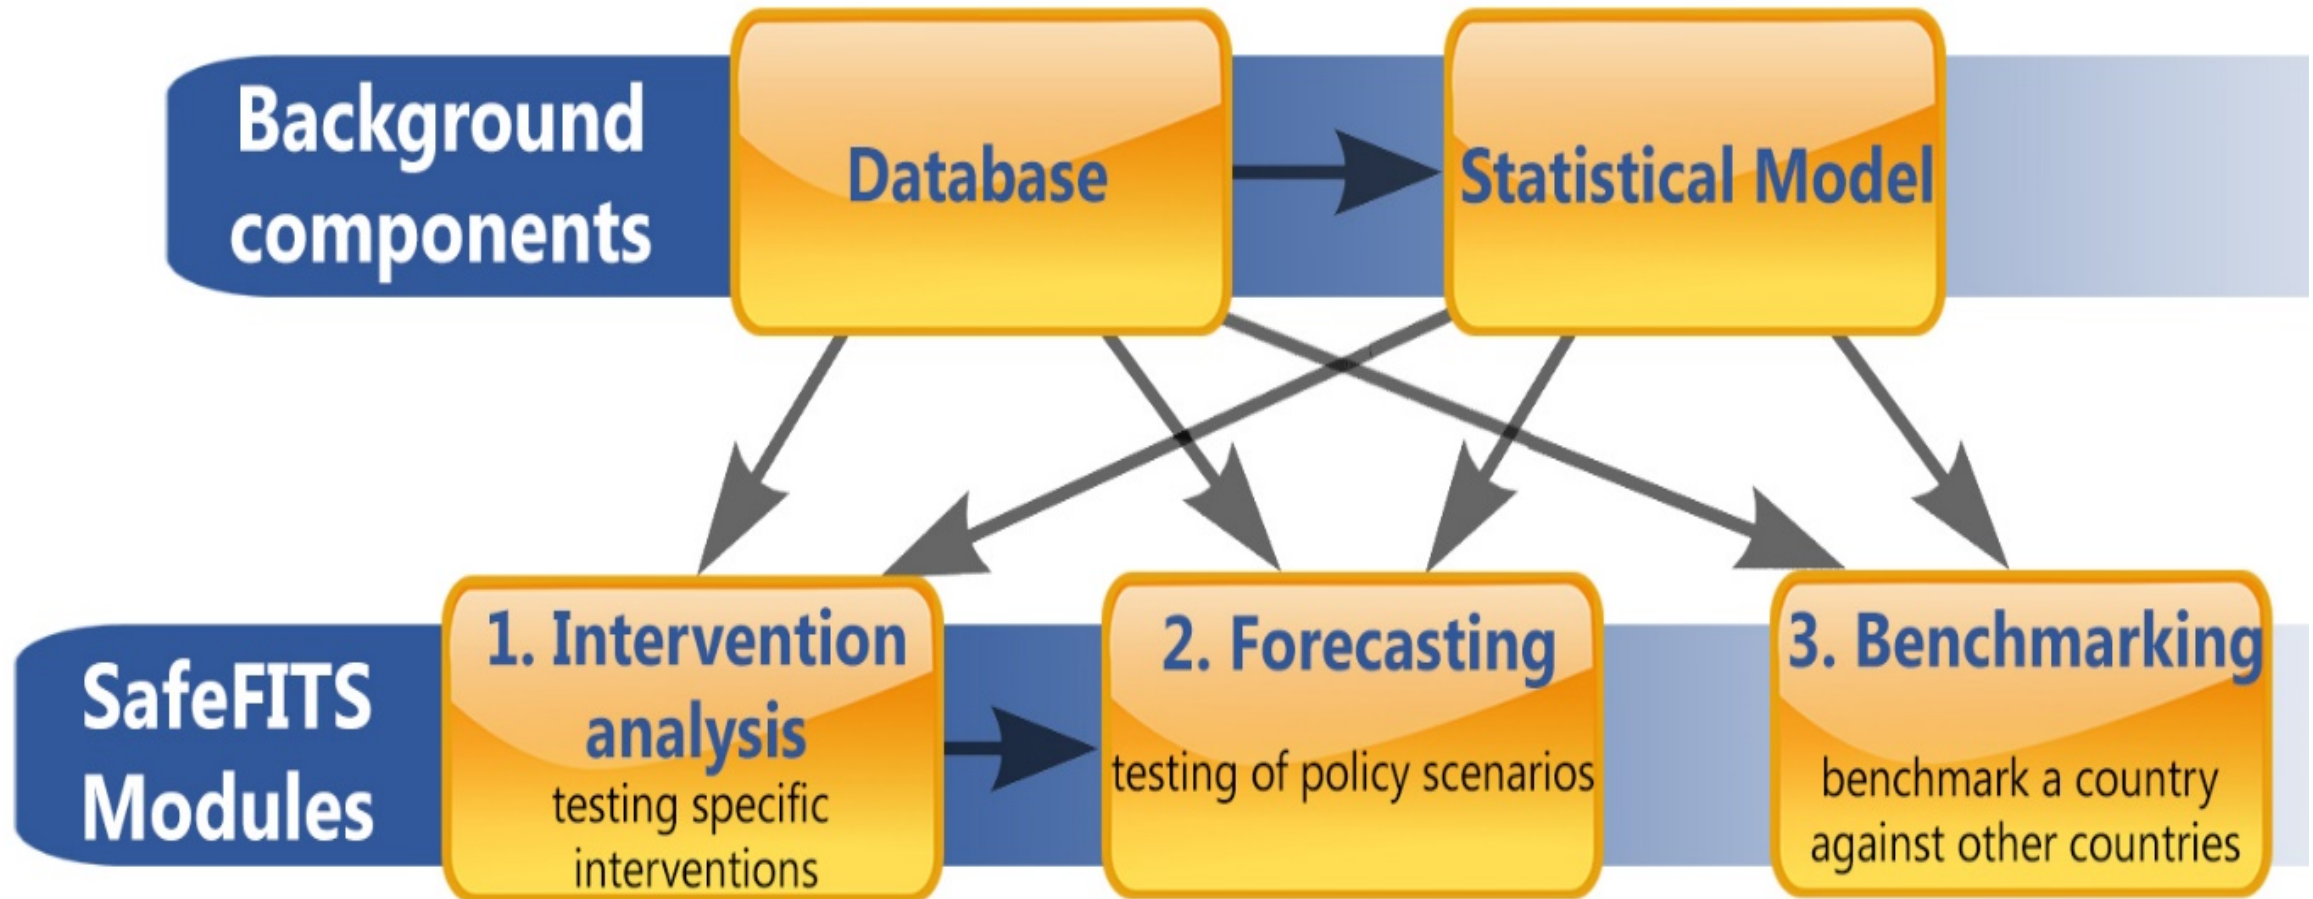 Background
components
Database
Statistical Model
SafeFITS
Modules
1. Intervention
analysis
testing specific
interventions
2. Forecasting
testing of policy scenarios
3. Benchmarking
benchmark a country
against other countries